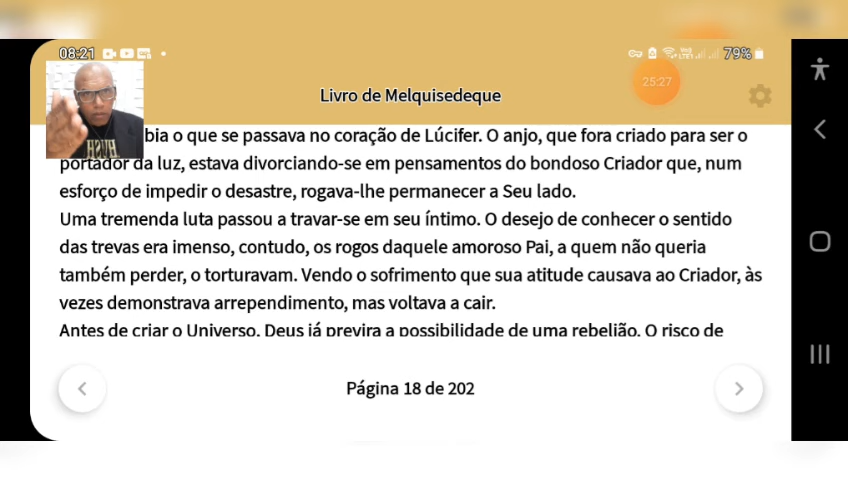 08:21
79%
25:27
Livro de Melquisedeque
bia o que se passava no coração de Lúcifer. O anjo, que fora criado para ser o
portador da luz, estava divorciando-se em pensamentos do bondoso Criador que, num
esforço de impedir o desastre, rogava-lhe permanecer a Seu lado.
Uma tremenda luta passou a travar-se em seu íntimo. O desejo de conhecer o sentido
das trevas era imenso, contudo, os rogos daquele amoroso Pai, a quem não queria
também perder, o torturavam. Vendo o sofrimento que sua atitude causava ao Criador, às
vezes demonstrava arrependimento, mas voltava a cair.
Antes de criar o Universo, Deus já previra a possibilidade de uma rebelião. O risco de
Página 18 de 202